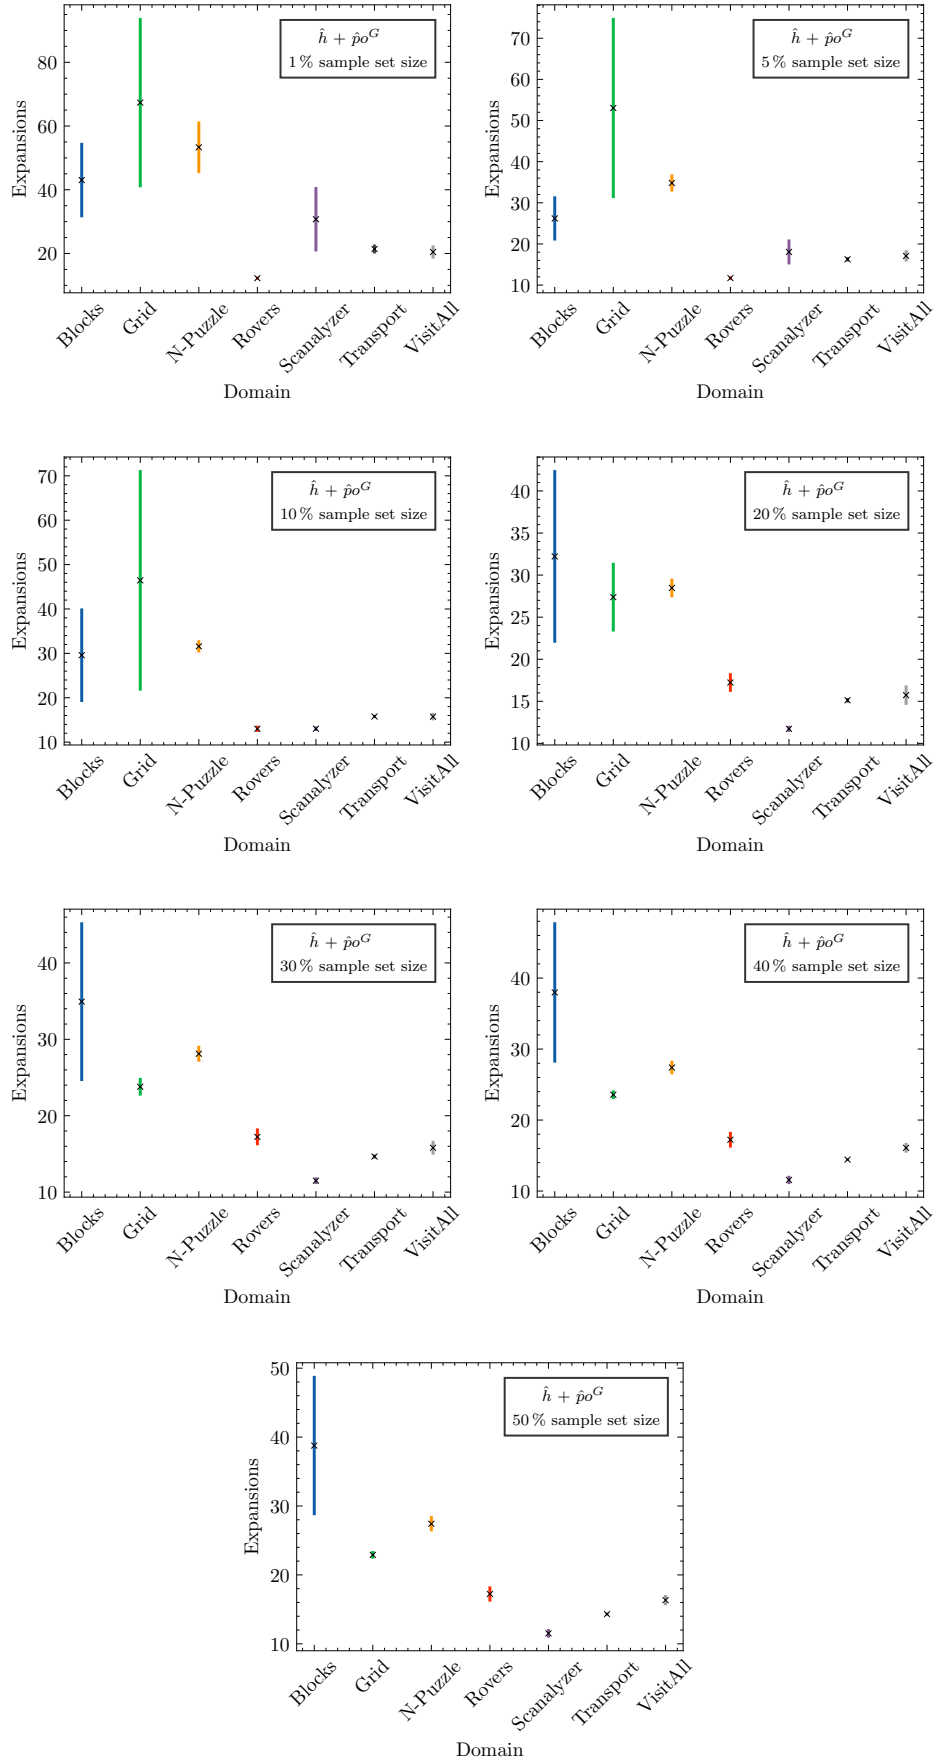 ĥ + p̂o^G
1 % sample set size
80
60
40
20
Expansions
Blocks
Grid
N-Puzzle
Rovers
Scanalyzer
Transport
VisitAll
Domain
ĥ + p̂o^G
5 % sample set size
70
60
50
40
30
20
10
Expansions
Blocks
Grid
N-Puzzle
Rovers
Scanalyzer
Transport
VisitAll
Domain
ĥ + p̂o^G
10 % sample set size
70
60
50
40
30
20
10
Expansions
Blocks
Grid
N-Puzzle
Rovers
Scanalyzer
Transport
VisitAll
Domain
ĥ + p̂o^G
20 % sample set size
40
35
30
25
20
15
10
Expansions
Blocks
Grid
N-Puzzle
Rovers
Scanalyzer
Transport
VisitAll
Domain
ĥ + p̂o^G
30 % sample set size
40
30
20
10
Expansions
Blocks
Grid
N-Puzzle
Rovers
Scanalyzer
Transport
VisitAll
Domain
ĥ + p̂o^G
40 % sample set size
40
30
20
10
Expansions
Blocks
Grid
N-Puzzle
Rovers
Scanalyzer
Transport
VisitAll
Domain
ĥ + p̂o^G
50 % sample set size
50
40
30
20
10
Expansions
Blocks
Grid
N-Puzzle
Rovers
Scanalyzer
Transport
VisitAll
Domain